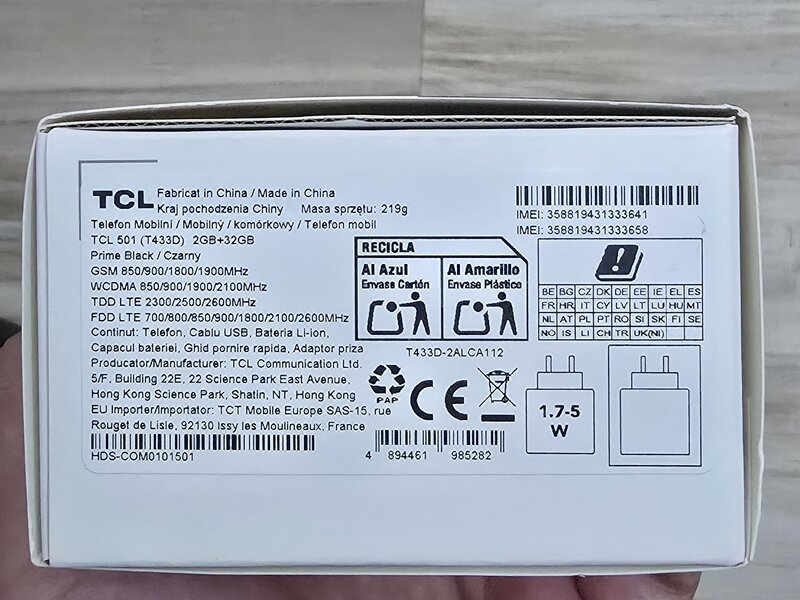 TCL Fabricat in China / Made in China
Kraj pochodzenia Chiny Masa sprzętu: 219g
Telefon Mobilní / Mobilný / komórkowy / Telefon mobil
TCL 501 (T433D) 2GB+32GB
Prime Black / Czarny
GSM 850/900/1800/1900MHz
WCDMA 850/900/1900/2100MHz
TDD LTE 2300/2500/2600MHz
FDD LTE 700/800/850/900/1800/2100/2600MHz
Continut: Telefon, Cablu USB, Bateria Li-ion,
Capacul bateriei, Ghid pornire rapida, Adaptor priza
Producator/Manufacturer: TCL Communication Ltd.
5/F, Building 22E, 22 Science Park East Avenue,
Hong Kong Science Park, Shatin, NT, Hong Kong
EU Importer/Importator: TCT Mobile Europe SAS-15, rue
Rouget de Lisle, 92130 Issy les Moulineaux, France
HDS-COM0101501
IMEI: 358819431333641
IMEI: 358819431333658
RECICLA
Al Azul
Envase Cartón
Al Amarillo
Envase Plástico
T433D-2ALCA112
BE BG CZ DK DE EE IE EL ES
FR HR IT CY LV LT LU HU MT
NL AT PL PT RO SI SK FI SE
NO IS LI CH TR UK(NI)
PAP
CE
1.7-5
W
4 894461 985282